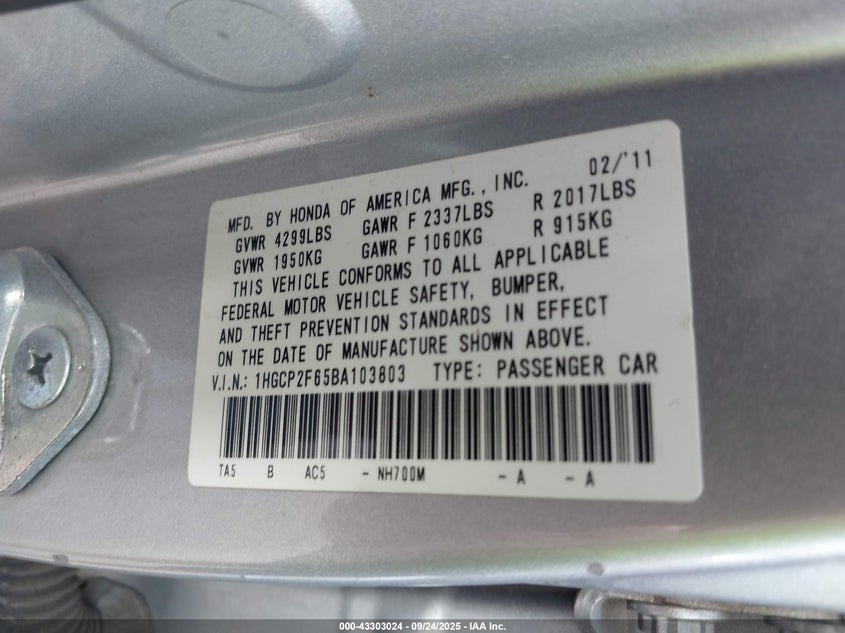 MFD. BY HONDA OF AMERICA MFG., INC. 02/'11
GVWR 4299LBS GAWR F 2337LBS R 2017LBS
GVWR 1950KG GAWR F 1060KG R 915KG
THIS VEHICLE CONFORMS TO ALL APPLICABLE
FEDERAL MOTOR VEHICLE SAFETY, BUMPER,
AND THEFT PREVENTION STANDARDS IN EFFECT
ON THE DATE OF MANUFACTURE SHOWN ABOVE.
V.I.N.: 1HGCP2F65BA103803 TYPE: PASSENGER CAR
TA5 B AC5 - NH700M - A - A
000-43303024 - 09/24/2025 - IAA Inc.